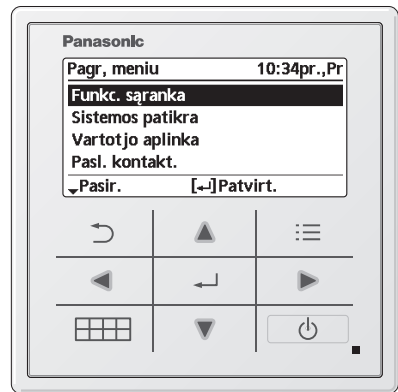 Panasonic
Pagr, meniu 10:34pr.,Pr
Funkc. sąranka
Sistemos patikra
Vartotjo aplinka
Pasl. kontakt.
Pasir. [↵]Patvirt.